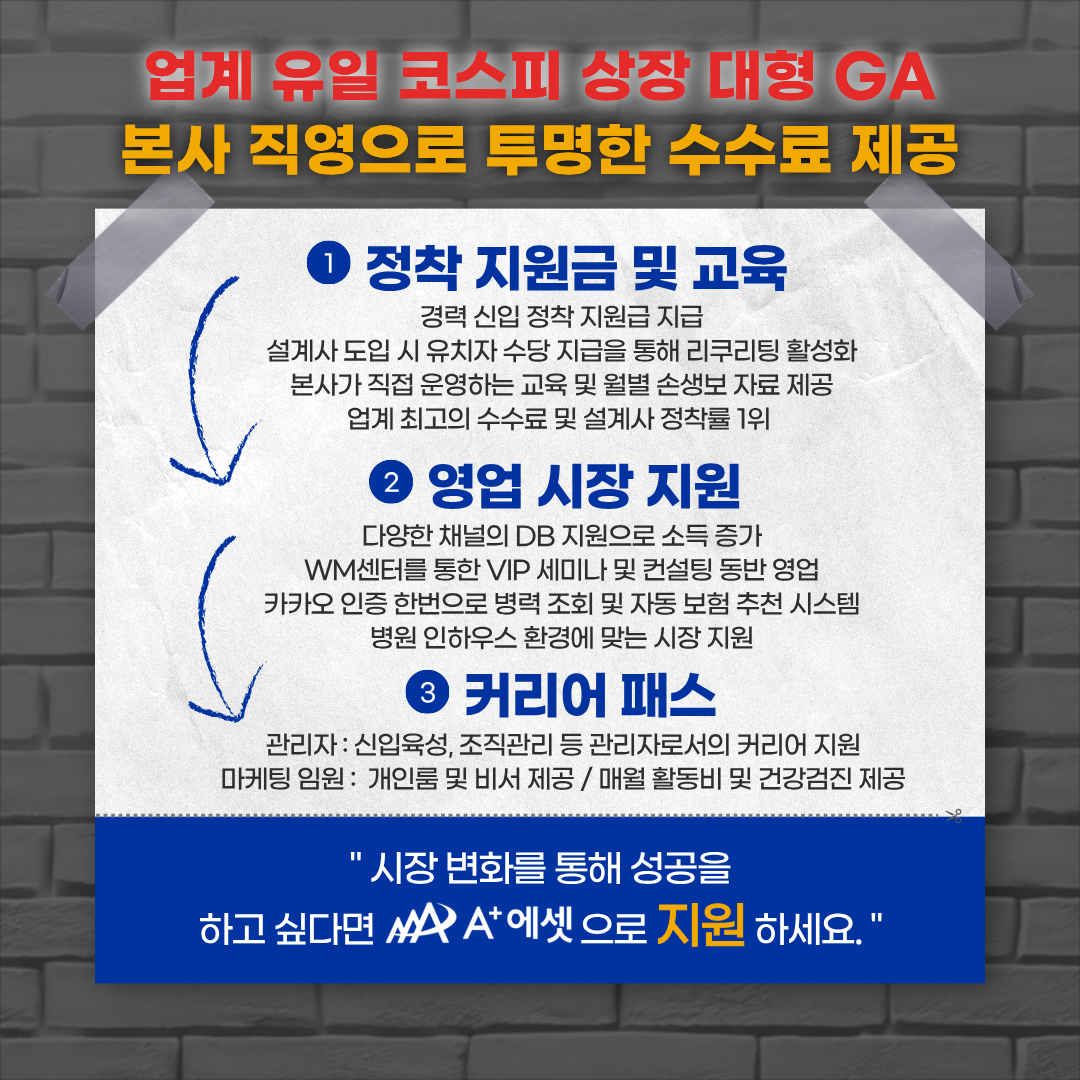 업계 유일 코스피 상장 대형 GA
본사 직영으로 투명한 수수료 제공
1 정착 지원금 및 교육
경력 신입 정착 지원급 지급
설계사 도입 시 유치자 수당 지급을 통해 리쿠리팅 활성화
본사가 직접 운영하는 교육 및 월별 손생보 자료 제공
업계 최고의 수수료 및 설계사 정착률 1위
2 영업 시장 지원
다양한 채널의 DB 지원으로 소득 증가
WM센터를 통한 VIP 세미나 및 컨설팅 동반 영업
카카오 인증 한번으로 병력 조회 및 자동 보험 추천 시스템
병원 인하우스 환경에 맞는 시장 지원
3 커리어 패스
관리자 : 신입육성, 조직관리 등 관리자로서의 커리어 지원
마케팅 임원 : 개인룸 및 비서 제공 / 매월 활동비 및 건강검진 제공
" 시장 변화를 통해 성공을
하고 싶다면 A+에셋 으로 지원 하세요. "